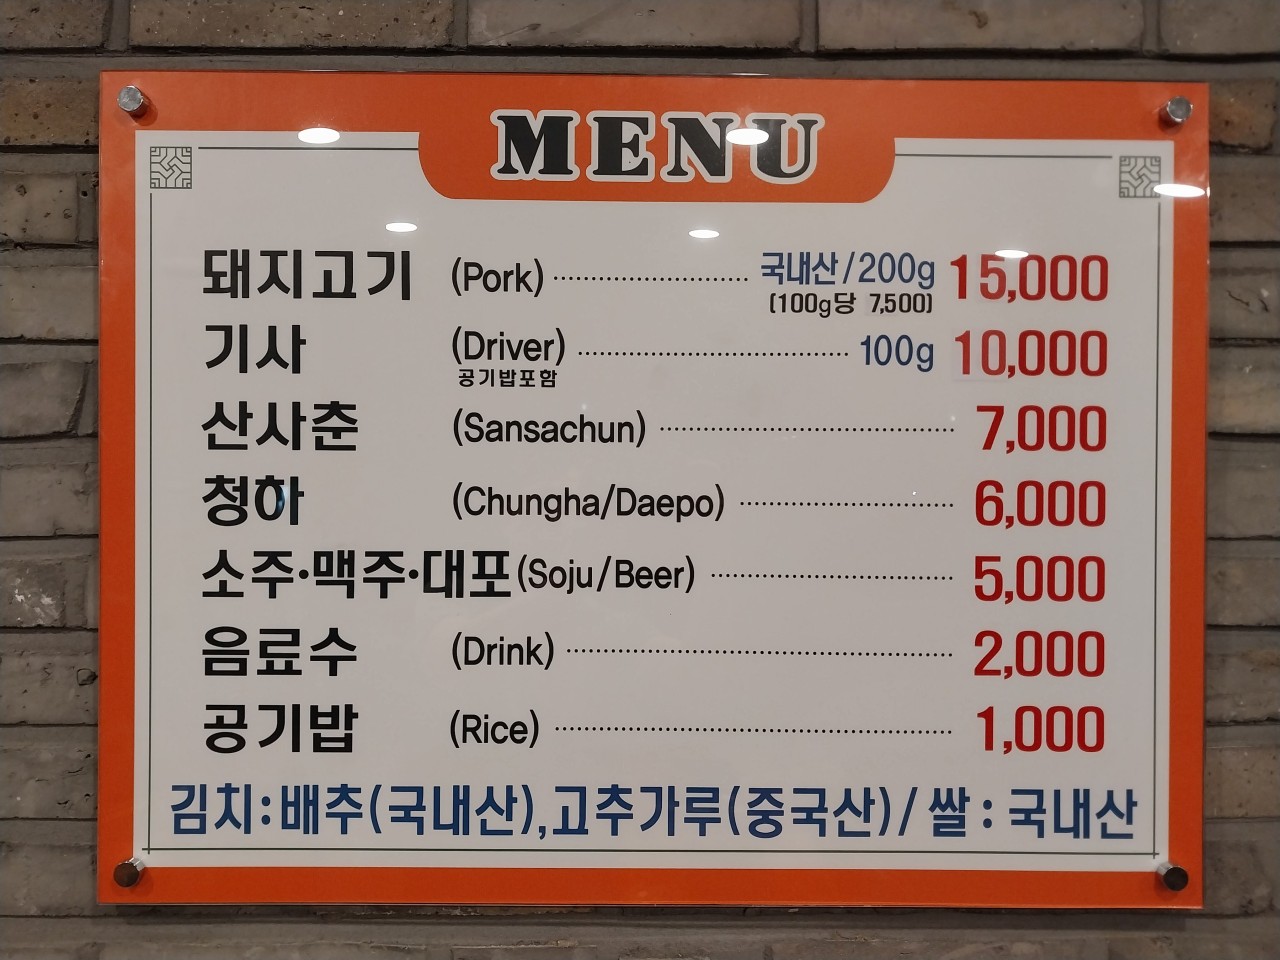 MENU
돼지고기 (Pork) 국내산/200g 15,000
(100g당 7,500)
기사 (Driver) 100g 10,000
공기밥포함
산사춘 (Sansachun) 7,000
청하 (Chungha/Daepo) 6,000
소주·맥주·대포 (Soju/Beer) 5,000
음료수 (Drink) 2,000
공기밥 (Rice) 1,000
김치:배추(국내산),고추가루(중국산)/쌀:국내산